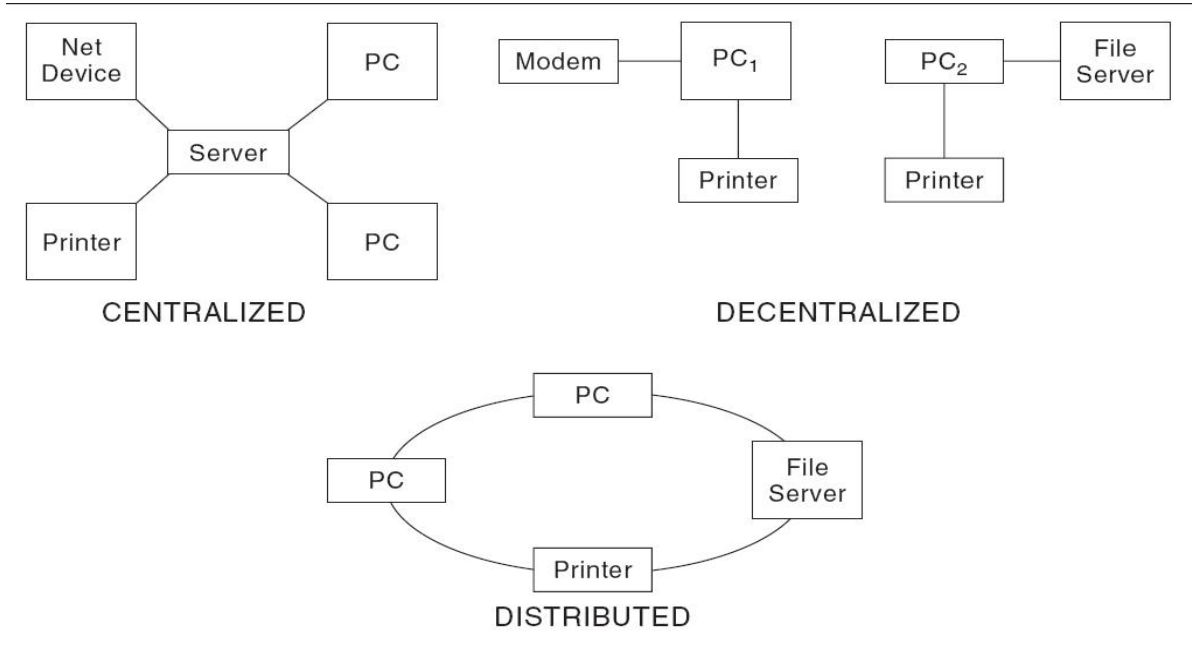 Net
Device
PC
Server
Printer
PC
CENTRALIZED
Modem
PC₁
Printer
PC₂
File
Server
Printer
DECENTRALIZED
PC
PC
File
Server
Printer
DISTRIBUTED